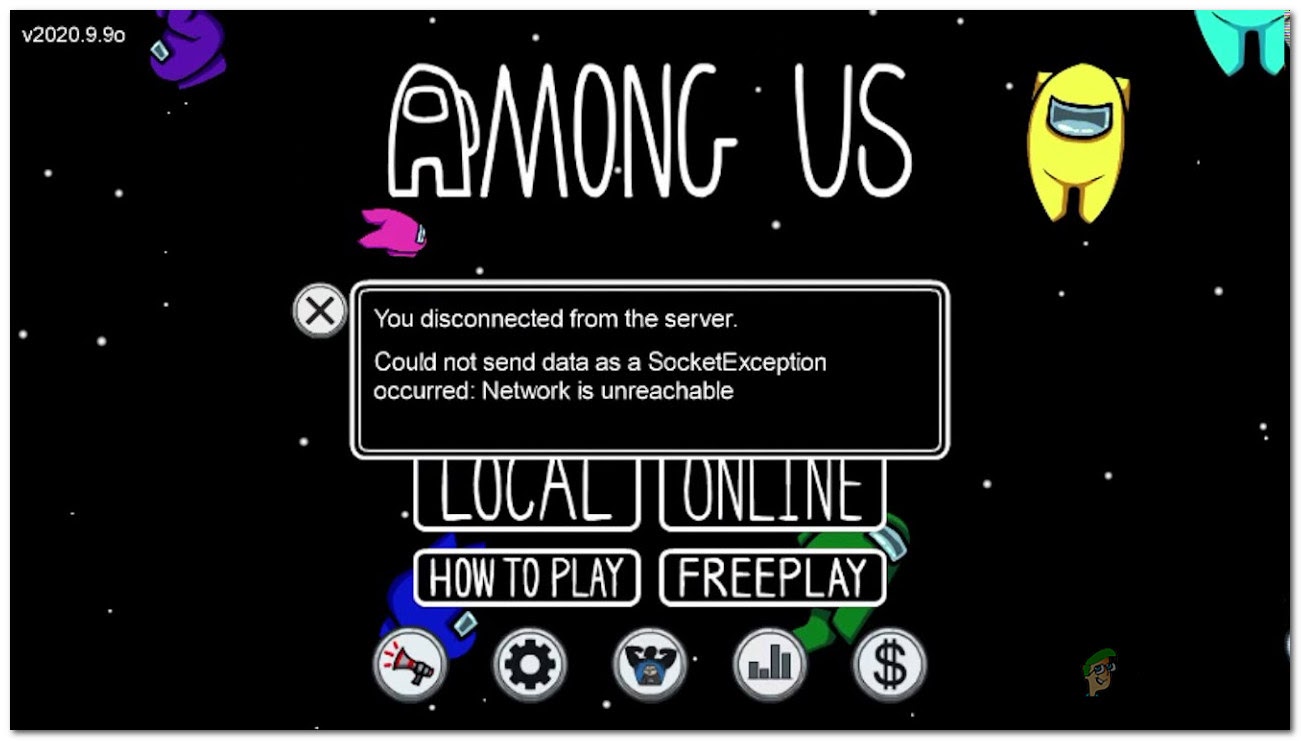 v2020.9.9o
AMONG US
You disconnected from the server.
Could not send data as a SocketException
occurred: Network is unreachable
LOCAL
ONLINE
HOW TO PLAY
FREEPLAY
$